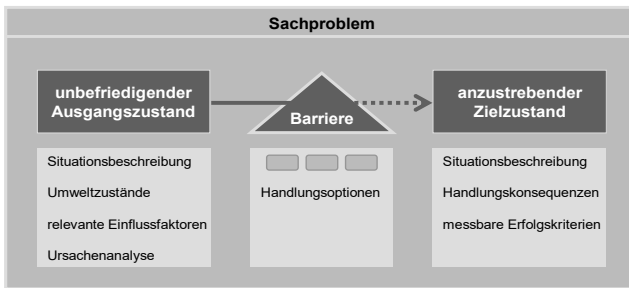 Sachproblem
unbefriedigender
Ausgangszustand
Barriere
anzustrebender
Zielzustand
Situationsbeschreibung
Umweltzustände
relevante Einflussfaktoren
Ursachenanalyse
Handlungsoptionen
Situationsbeschreibung
Handlungskonsequenzen
messbare Erfolgskriterien